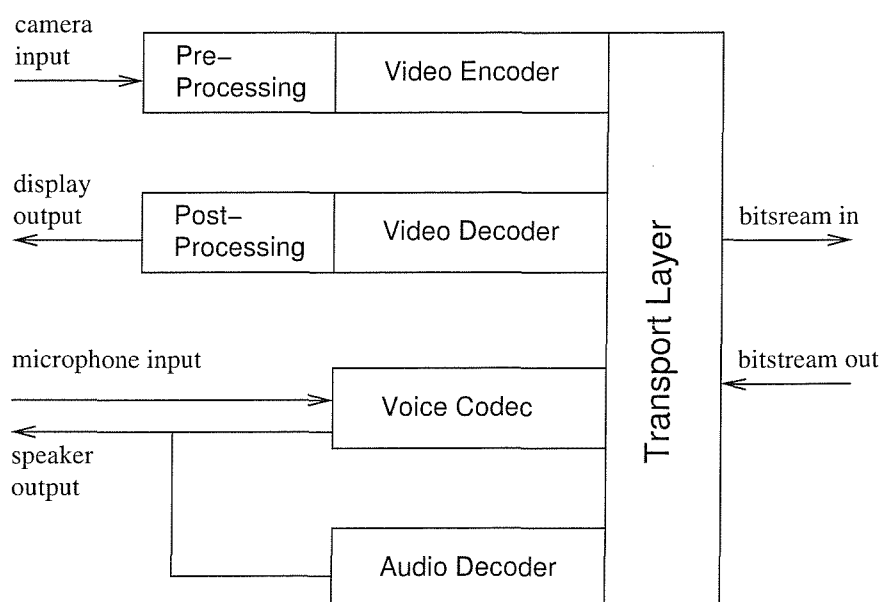 camera
input
Pre–
Processing
Video Encoder
display
output
Post–
Processing
Video Decoder
bitsream in
microphone input
bitstream out
Voice Codec
Transport Layer
speaker
output
Audio Decoder